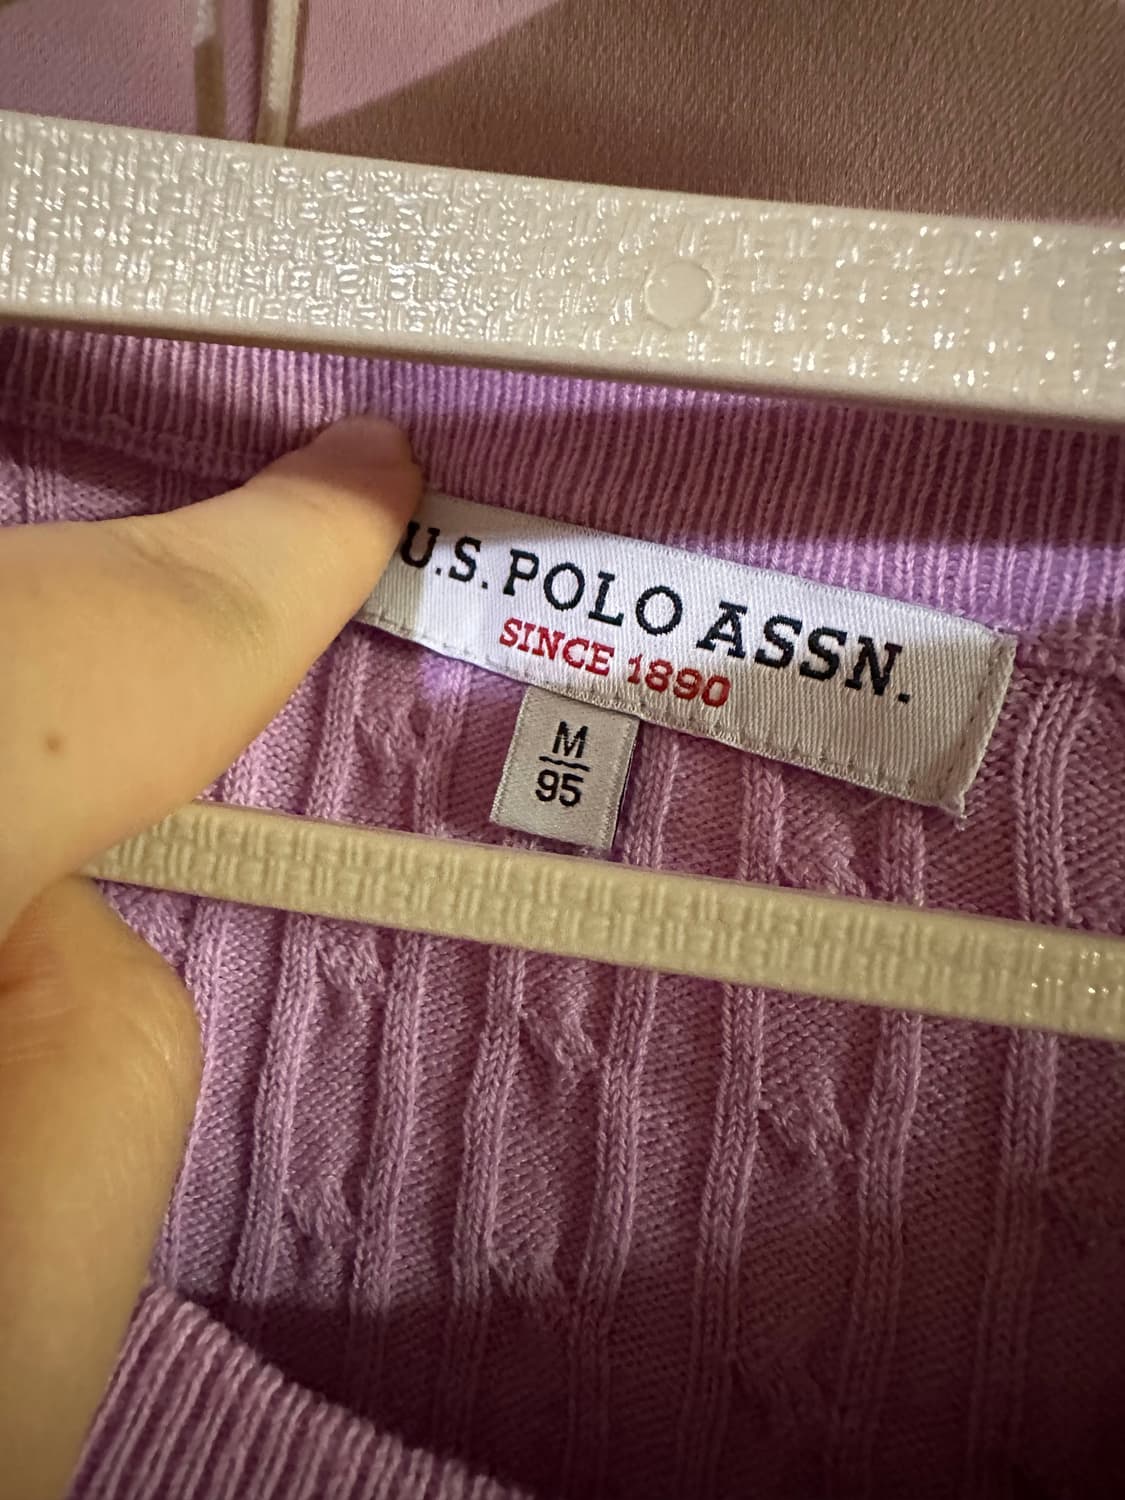 U.S. POLO ASSN.
SINCE 1890
M
95